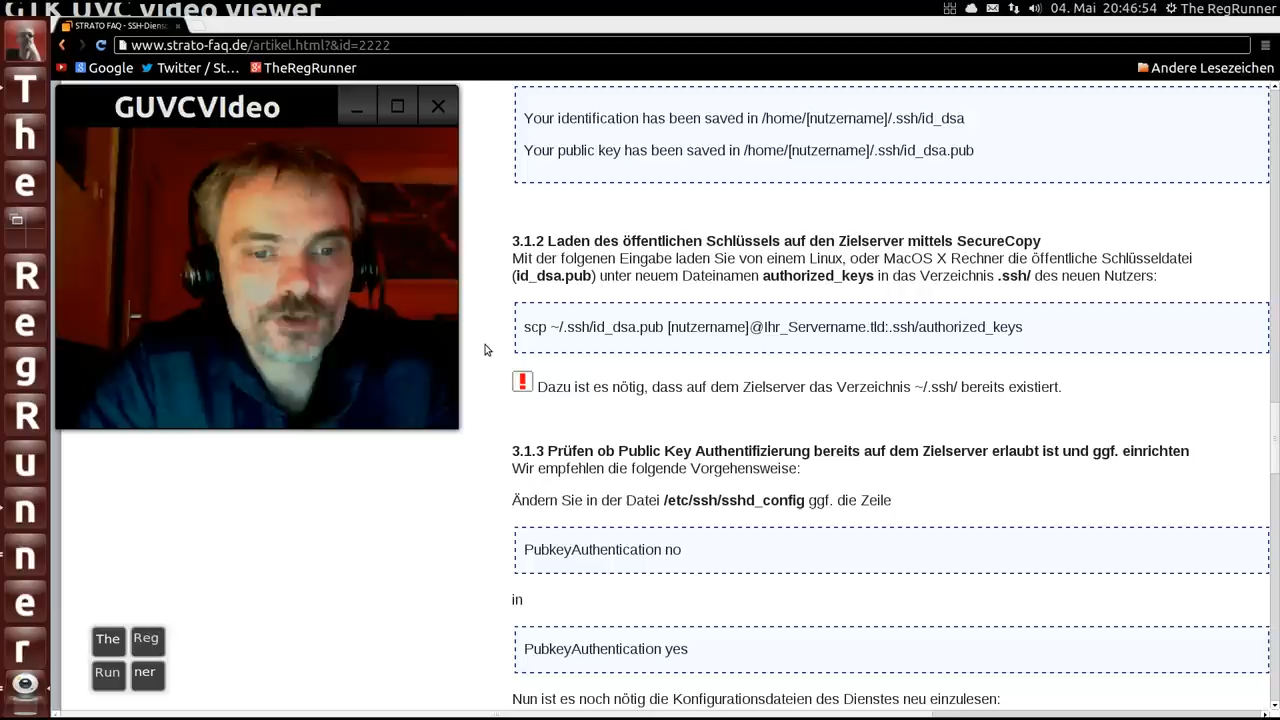 GTK UVC video viewer
04. Mai 20:46:54
The RegRunner
STRATO FAQ - SSH-Diens
www.strato-faq.de/artikel.html?&id=2222
Google
Twitter / St...
TheRegRunner
Andere Lesezeichen
T
h
e
R
e
g
R
u
n
n
e
r
GUVCVIdeo
The
Reg
Run
ner
Your identification has been saved in /home/[nutzername]/.ssh/id_dsa
Your public key has been saved in /home/[nutzername]/.ssh/id_dsa.pub
3.1.2 Laden des öffentlichen Schlüssels auf den Zielserver mittels SecureCopy
Mit der folgenen Eingabe laden Sie von einem Linux, oder MacOS X Rechner die öffentliche Schlüsseldatei
(id_dsa.pub) unter neuem Dateinamen authorized_keys in das Verzeichnis .ssh/ des neuen Nutzers:
scp ~/.ssh/id_dsa.pub [nutzername]@Ihr_Servername.tld:.ssh/authorized_keys
Dazu ist es nötig, dass auf dem Zielserver das Verzeichnis ~/.ssh/ bereits existiert.
3.1.3 Prüfen ob Public Key Authentifizierung bereits auf dem Zielserver erlaubt ist und ggf. einrichten
Wir empfehlen die folgende Vorgehensweise:
Ändern Sie in der Datei /etc/ssh/sshd_config ggf. die Zeile
PubkeyAuthentication no
in
PubkeyAuthentication yes
Nun ist es noch nötig die Konfigurationsdateien des Dienstes neu einzulesen: